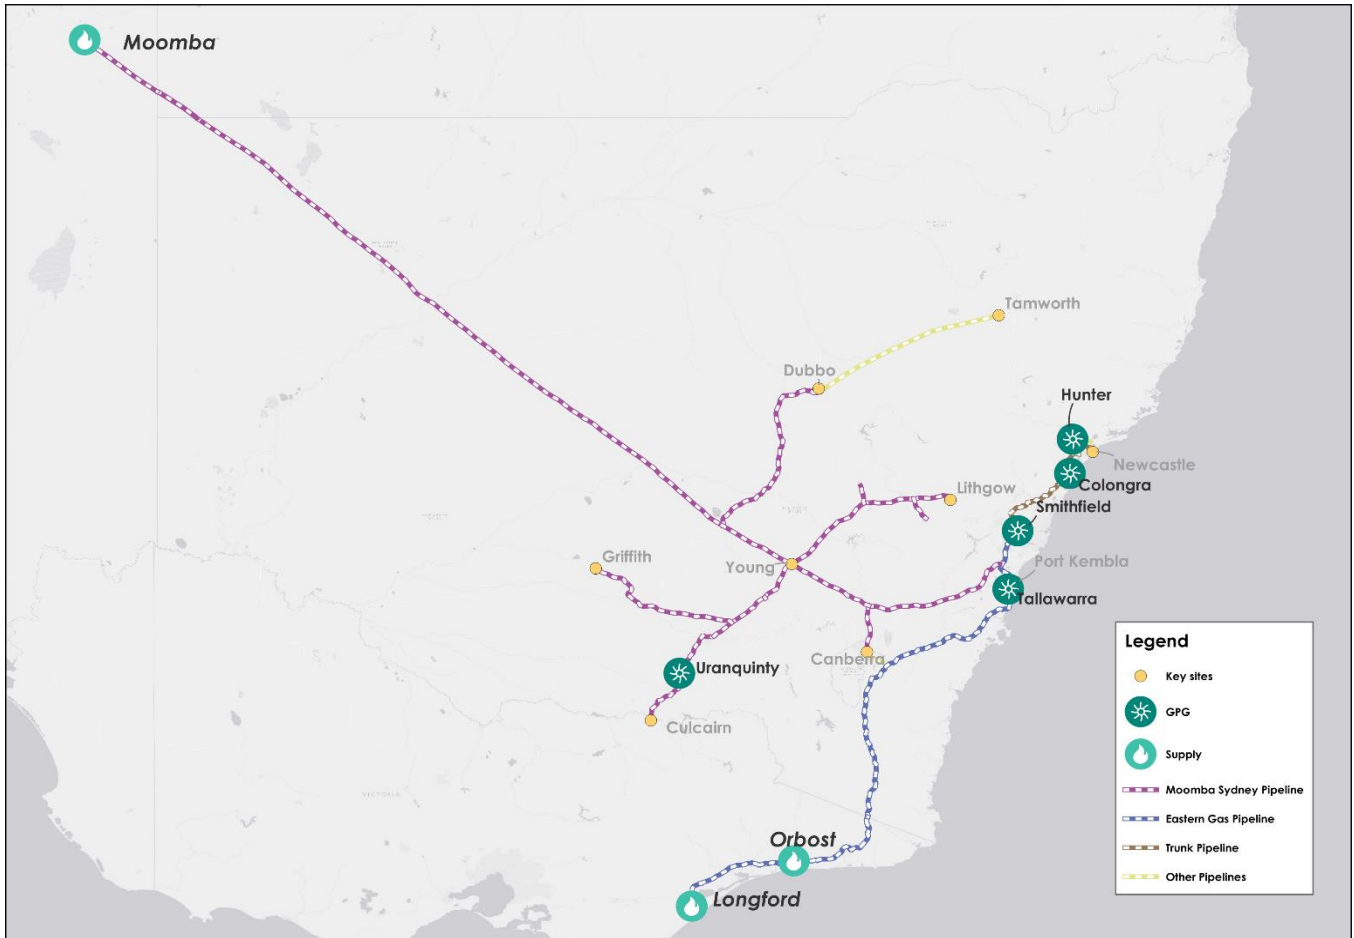 Moomba
Tamworth
Dubbo
Hunter
Newcastle
Lithgow
Colongra
Smithfield
Griffith
Young
Port Kembla
Tallawarra
Canberra
Uranquinty
Culcairn
VICTORIA
Orbost
Longford
Legend
Key sites
GPG
Supply
Moomba Sydney Pipeline
Eastern Gas Pipeline
Trunk Pipeline
Other Pipelines